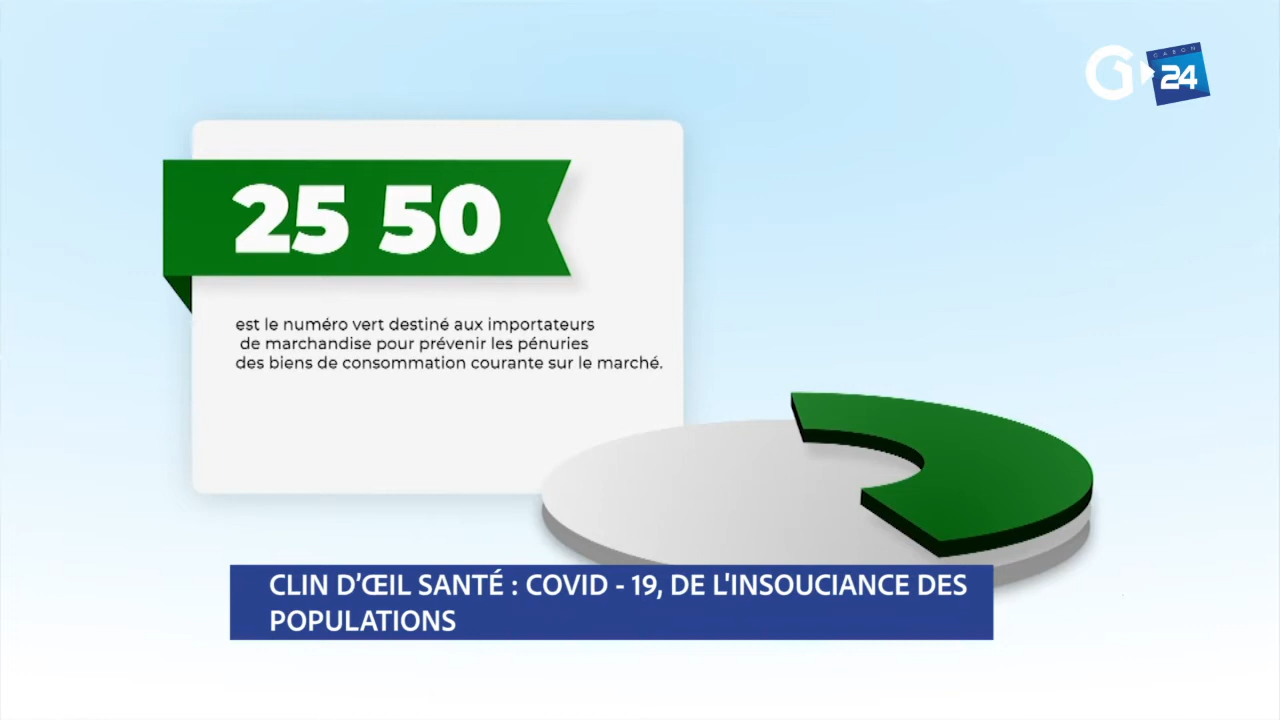 GABON
24
25 50
est le numéro vert destiné aux importateurs
de marchandise pour prévenir les pénuries
des biens de consommation courante sur le marché.
CLIN D’ŒIL SANTÉ : COVID - 19, DE L'INSOUCIANCE DES
POPULATIONS